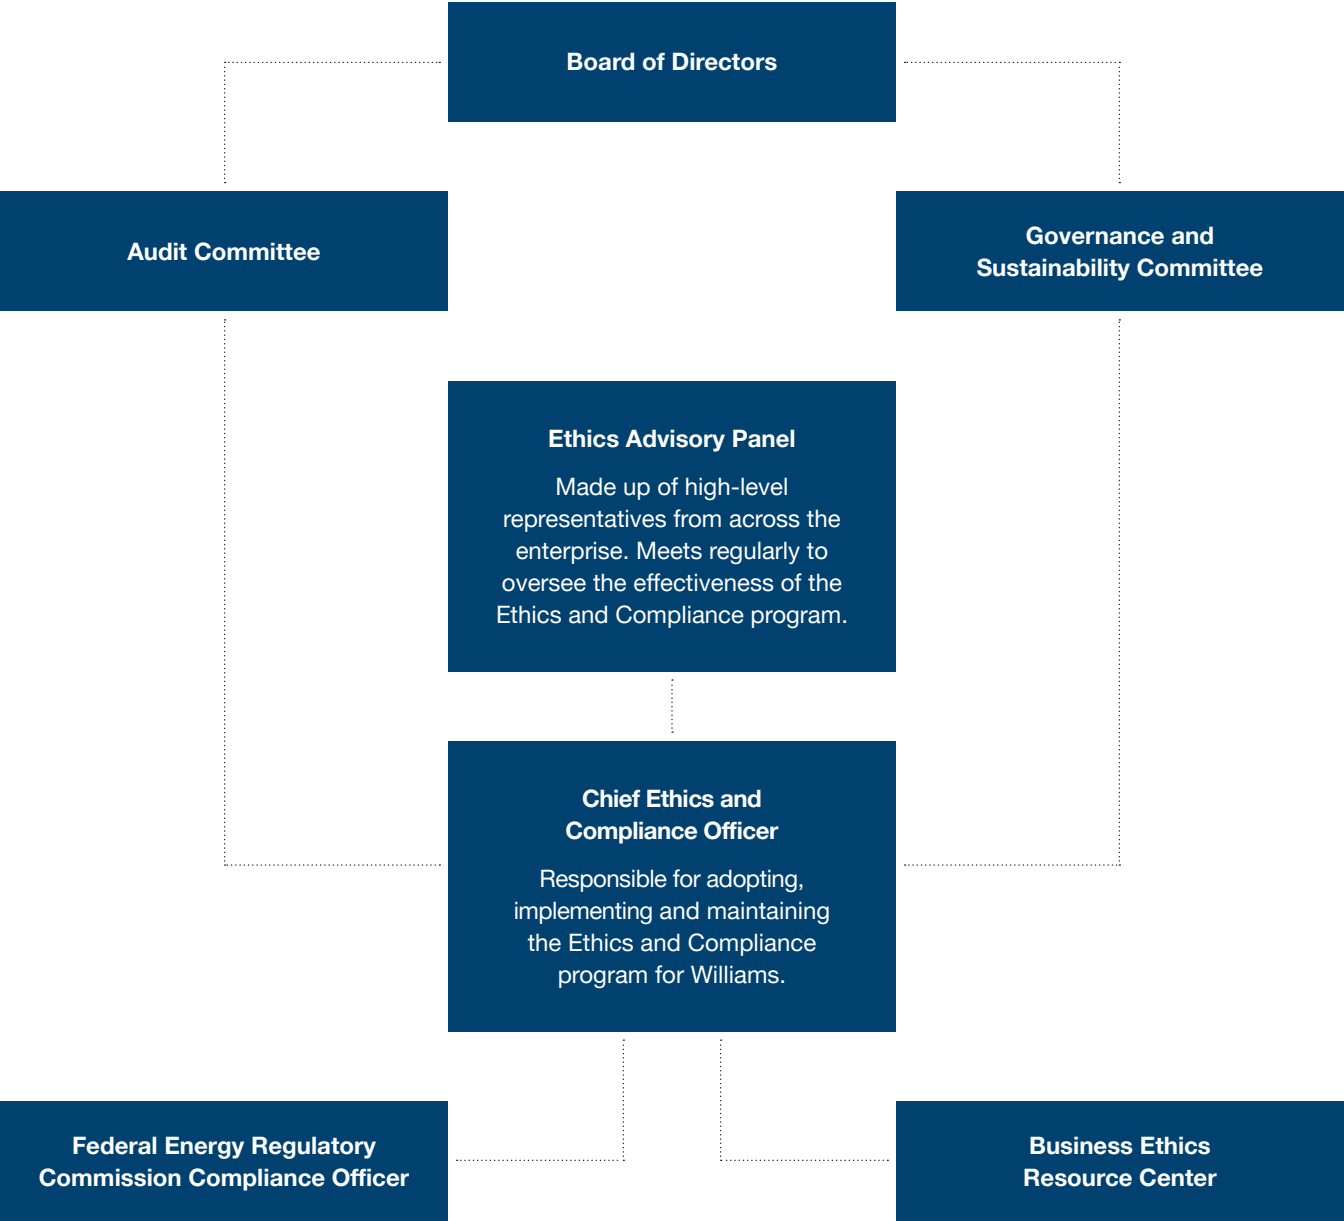 Board of Directors
Audit Committee
Governance and
Sustainability Committee
Ethics Advisory Panel
Made up of high-level
representatives from across the
enterprise. Meets regularly to
oversee the effectiveness of the
Ethics and Compliance program.
Chief Ethics and
Compliance Officer
Responsible for adopting,
implementing and maintaining
the Ethics and Compliance
program for Williams.
Federal Energy Regulatory
Commission Compliance Officer
Business Ethics
Resource Center